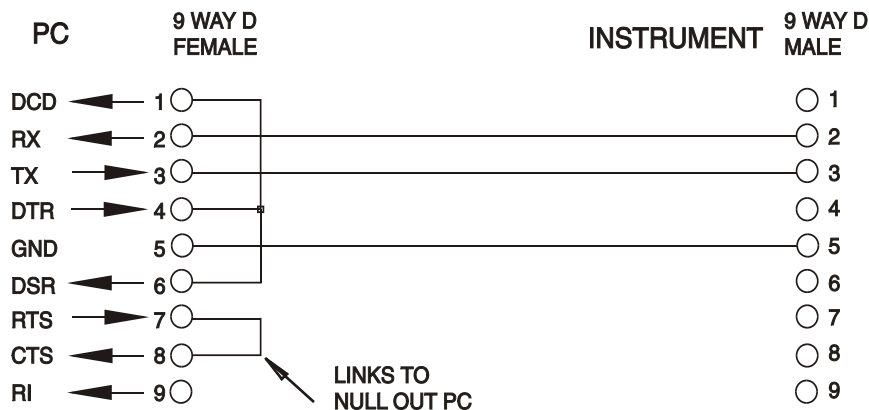 PC
9 WAY D
FEMALE
INSTRUMENT
9 WAY D
MALE
DCD 1 1
RX 2 2
TX 3 3
DTR 4 4
GND 5 5
DSR 6 6
RTS 7 7
CTS 8 8
RI 9 9
LINKS TO
NULL OUT PC